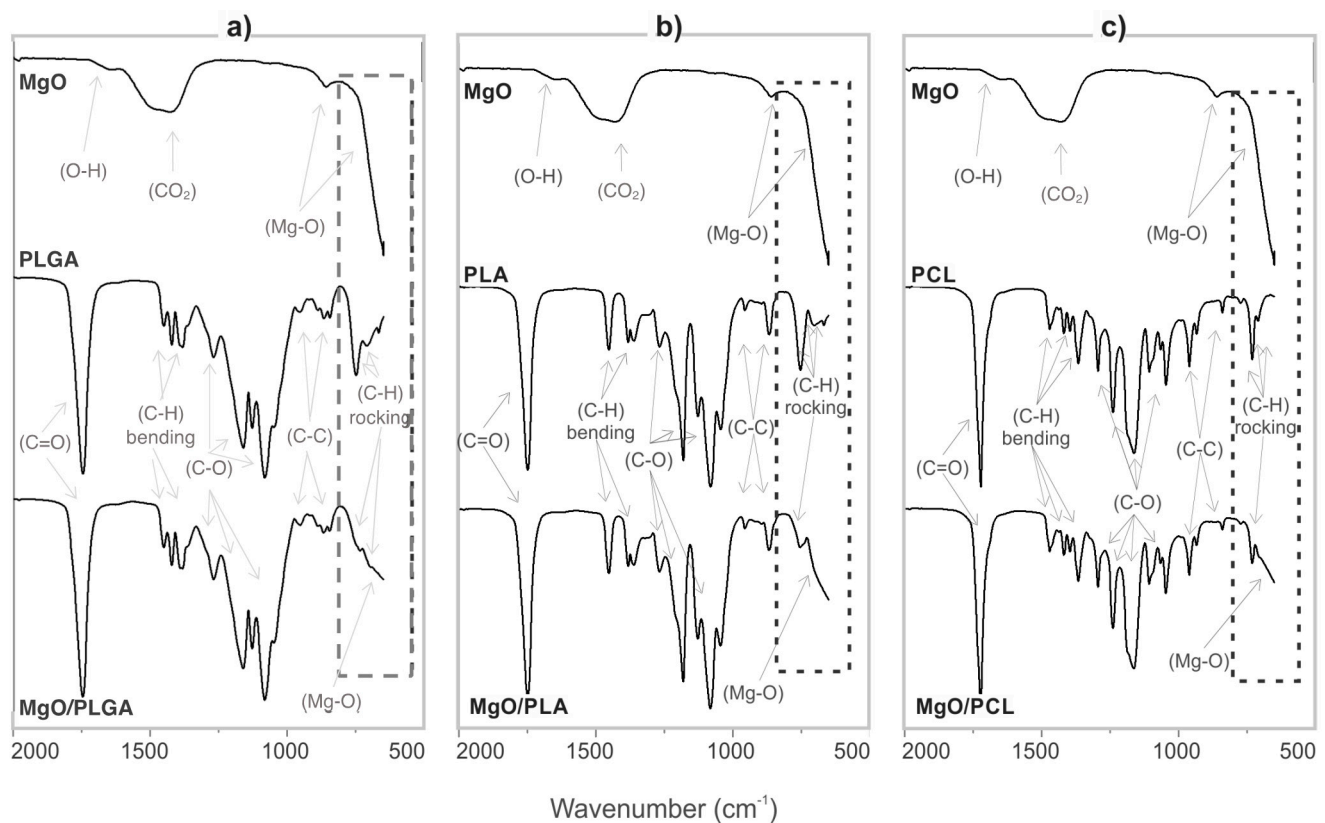 a)
MgO
(O-H)
(CO₂)
(Mg-O)
PLGA
(C=O)
(C-H)
bending
(C-O)
(C-C)
(C-H)
rocking
(Mg-O)
MgO/PLGA
2000 1500 1000 500
b)
MgO
(O-H)
(CO₂)
(Mg-O)
PLA
(C=O)
(C-H)
bending
(C-O)
(C-C)
(C-H)
rocking
(Mg-O)
MgO/PLA
2000 1500 1000 500
c)
MgO
(O-H)
(CO₂)
(Mg-O)
PCL
(C=O)
(C-H)
bending
(C-O)
(C-C)
(C-H)
rocking
(Mg-O)
MgO/PCL
2000 1500 1000 500
Wavenumber (cm⁻¹)